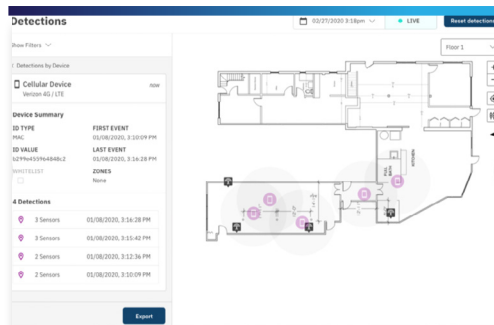 Detections
02/27/2020 3:18pm
LIVE
Reset detections
Show Filters
Floor 1
Detections by Device
Cellular Device
now
Verizon 4G / LTE
Device Summary
ID TYPE FIRST EVENT
MAC 01/08/2020, 3:10:09 PM
ID VALUE LAST EVENT
01/08/2020, 3:16:28 PM
WHITELIST ZONES
None
4 Detections
3 Sensors 01/08/2020, 3:16:28 PM
3 Sensors 01/08/2020, 3:15:42 PM
2 Sensors 01/08/2020, 3:12:36 PM
2 Sensors 01/08/2020, 3:10:09 PM
Export
FULL BATH
KITCHEN